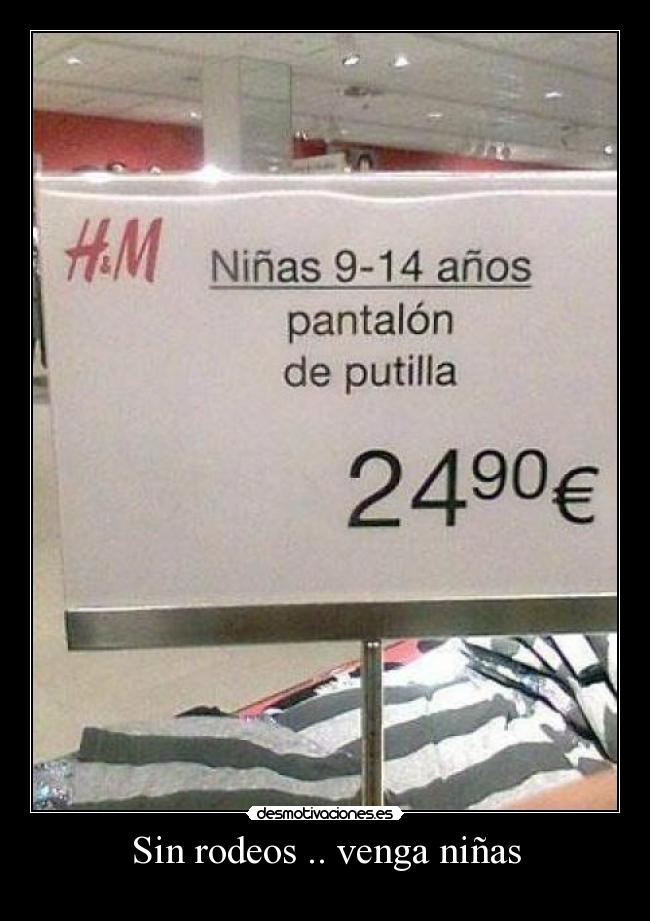 H&M
Niñas 9-14 años
pantalón
de putilla
24⁹⁰€
desmotivaciones.es
Sin rodeos .. venga niñas